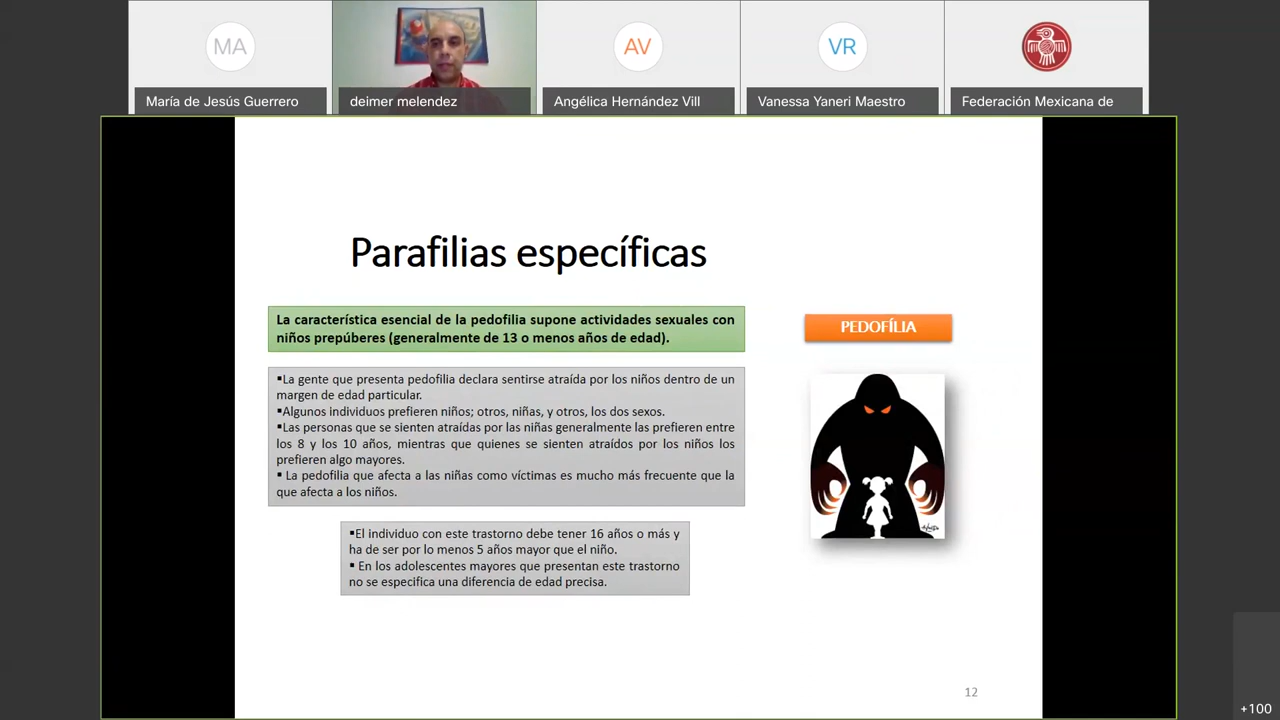 MA
AV
VR
María de Jesús Guerrero
deimer melendez
Angélica Hernández Vill
Vanessa Yaneri Maestro
Federación Mexicana de
Parafilias específicas
La característica esencial de la pedofilia supone actividades sexuales con
niños prepúberes (generalmente de 13 o menos años de edad).
PEDOFÍLIA
▪La gente que presenta pedofilia declara sentirse atraída por los niños dentro de un
margen de edad particular.
▪Algunos individuos prefieren niños; otros, niñas, y otros, los dos sexos.
▪Las personas que se sienten atraídas por las niñas generalmente las prefieren entre
los 8 y los 10 años, mientras que quienes se sienten atraídos por los niños los
prefieren algo mayores.
▪ La pedofilia que afecta a las niñas como víctimas es mucho más frecuente que la
que afecta a los niños.
▪El individuo con este trastorno debe tener 16 años o más y
ha de ser por lo menos 5 años mayor que el niño.
▪ En los adolescentes mayores que presentan este trastorno
no se especifica una diferencia de edad precisa.
12
+100